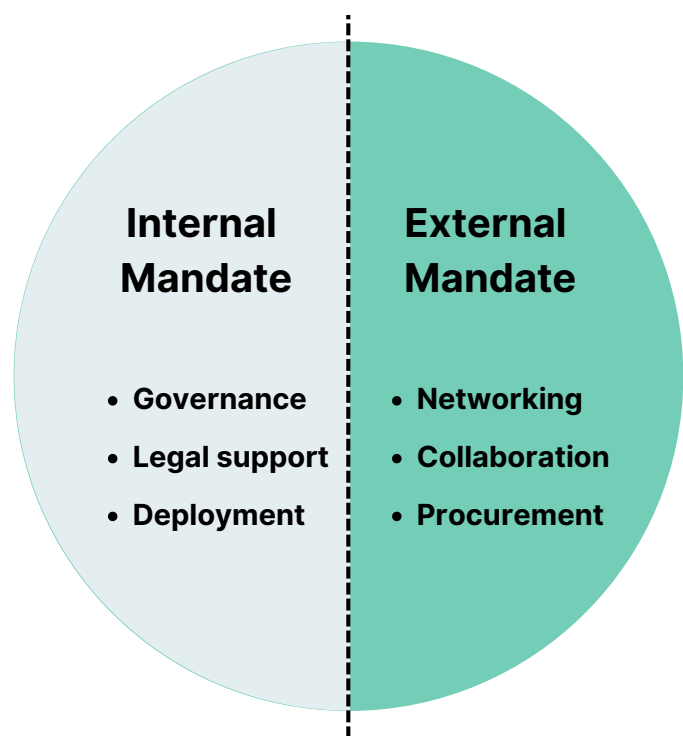 Internal
Mandate
• Governance
• Legal support
• Deployment
External
Mandate
• Networking
• Collaboration
• Procurement